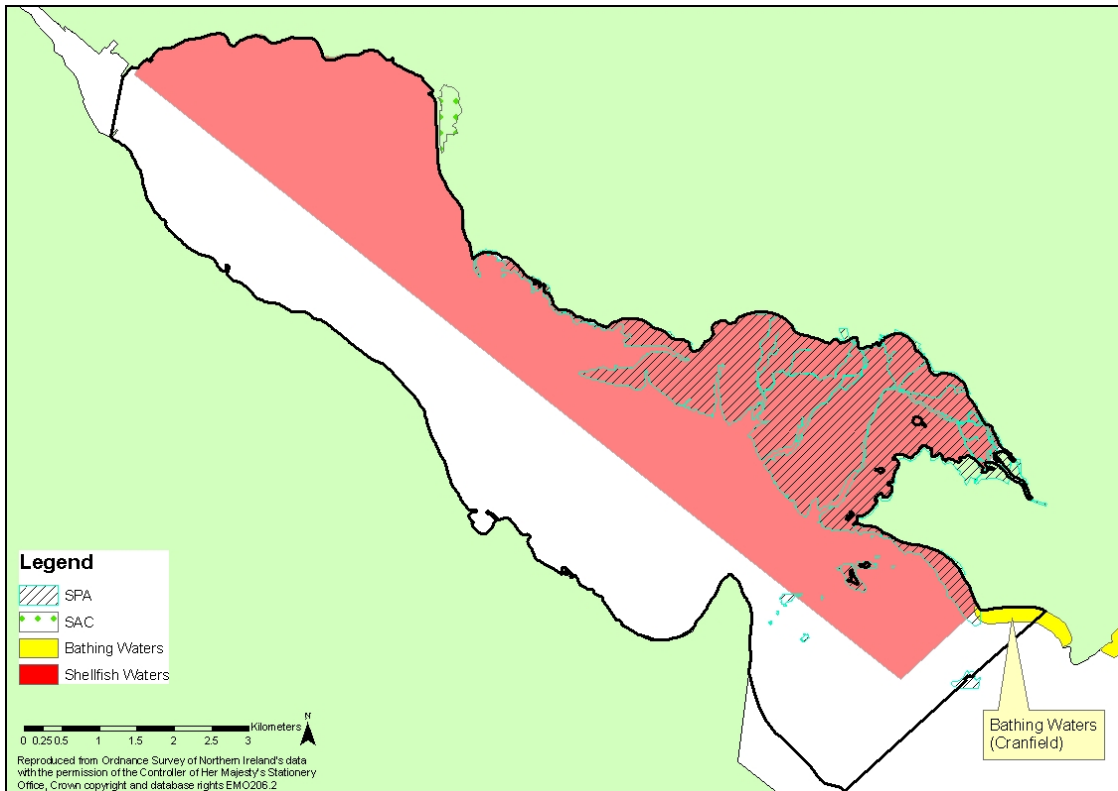 Legend
SPA
SAC
Bathing Waters
Shellfish Waters
Kilometers
N
0 0.25 0.5 1 1.5 2 2.5 3
Reproduced from Ordnance Survey of Northern Ireland's data
with the permission of the Controller of Her Majesty's Stationery
Office, Crown copyright and database rights EMO206.2
Bathing Waters
(Cranfield)